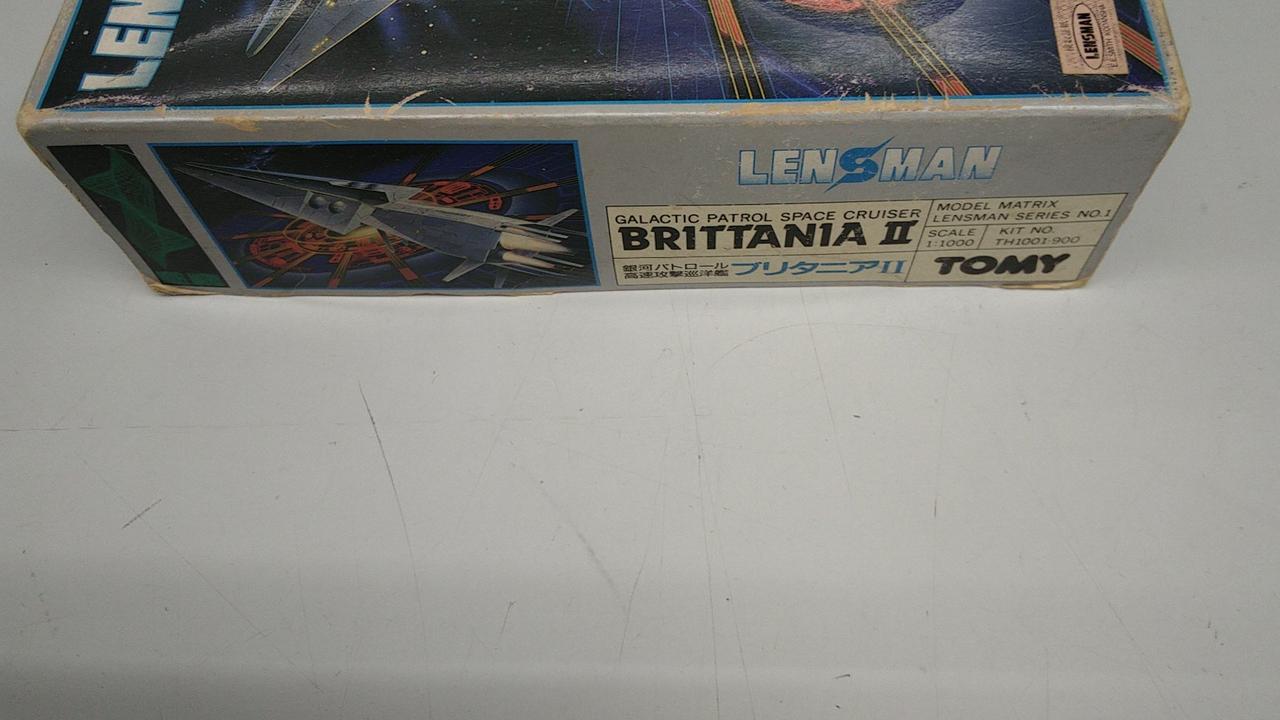 LEN
LENSMAN
LENSMAN
GALACTIC PATROL SPACE CRUISER
BRITTANIA II
銀河パトロール
高速攻撃巡洋艦
ブリタニアII
MODEL MATRIX
LENSMAN SERIES NO.1
SCALE
1:1000
KIT NO.
TH1001-900
TOMY